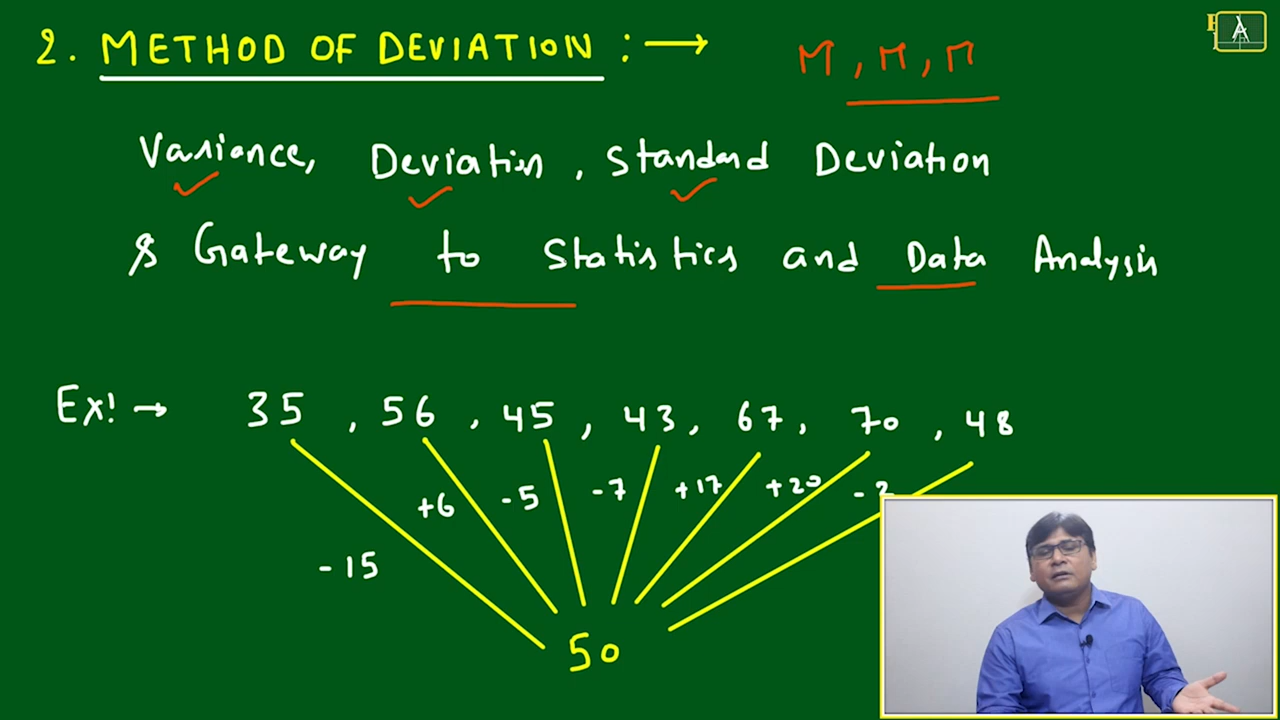 2. METHOD OF DEVIATION : →
M, M, M
Variance, Deviation, Standard Deviation
& Gateway to Statistics and Data Analysis
Ex! → 35, 56, 45, 43, 67, 70, 48
+6 -5 -7 +17 +20
-15
50